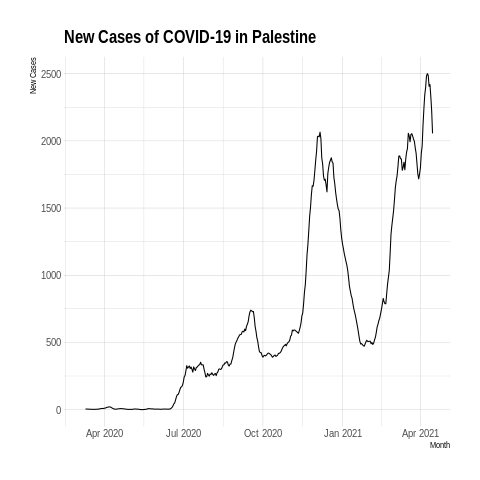 New Cases of COVID-19 in Palestine
New Cases
2500
2000
1500
1000
500
0
Apr 2020 Jul 2020 Oct 2020 Jan 2021 Apr 2021
Month